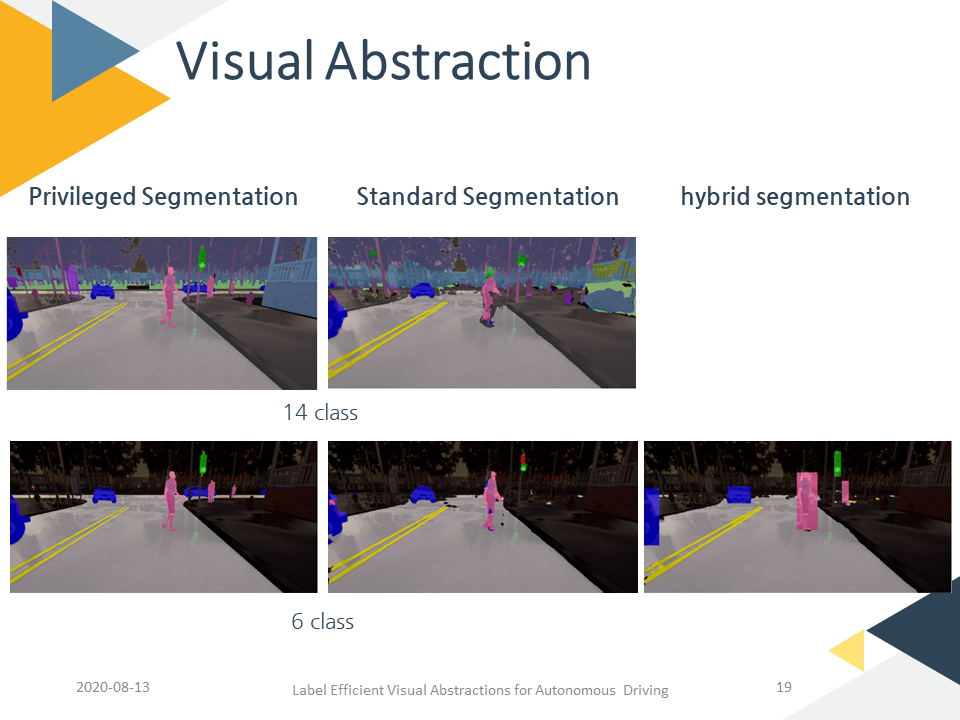 Visual Abstraction
Privileged Segmentation
Standard Segmentation
hybrid segmentation
14 class
6 class
2020-08-13
Label Efficient Visual Abstractions for Autonomous Driving
19